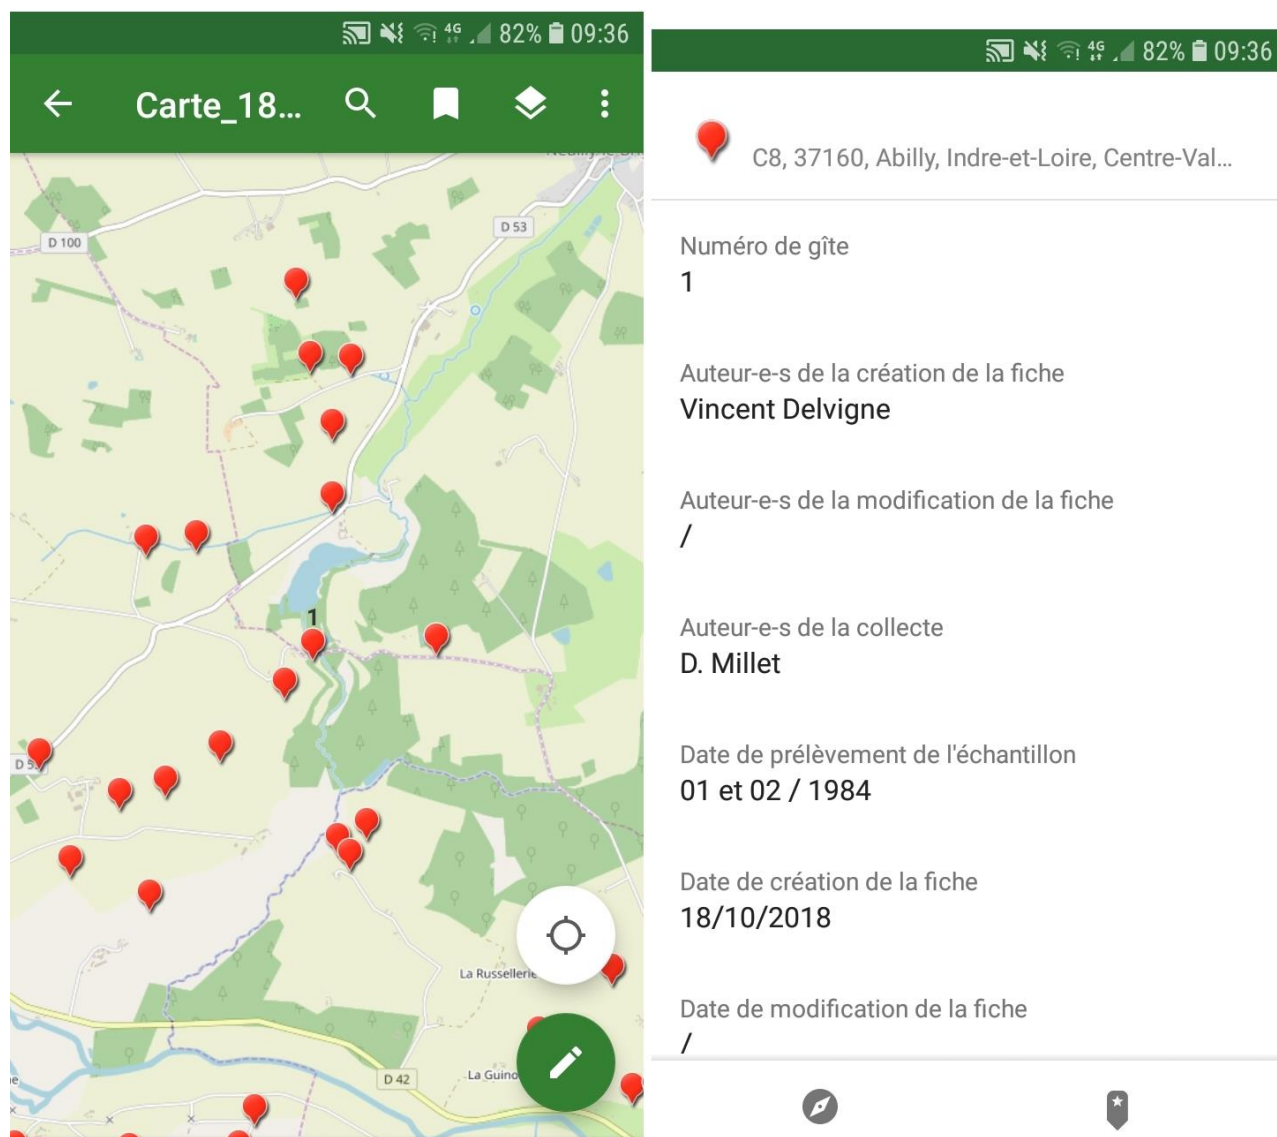 4G 82% 09:36
Carte_18...
D 100
D 53
1
D 42
La Guino
4G 82% 09:36
C8, 37160, Abilly, Indre-et-Loire, Centre-Val...
Numéro de gîte
1
Auteur-e-s de la création de la fiche
Vincent Delvigne
Auteur-e-s de la modification de la fiche
/
Auteur-e-s de la collecte
D. Millet
Date de prélèvement de l'échantillon
01 et 02 / 1984
Date de création de la fiche
18/10/2018
Date de modification de la fiche
/